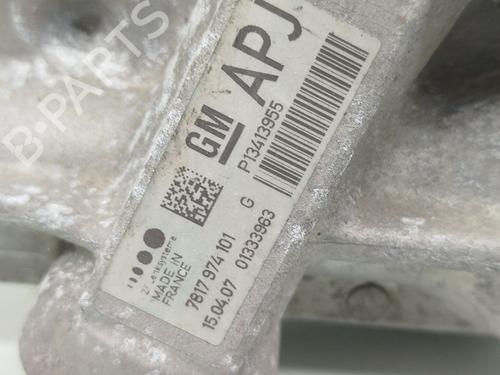 B-PARTS
GM APJ
P13413955
MADE IN
FRANCE
7817 974 101 G
15.04.07 01333963